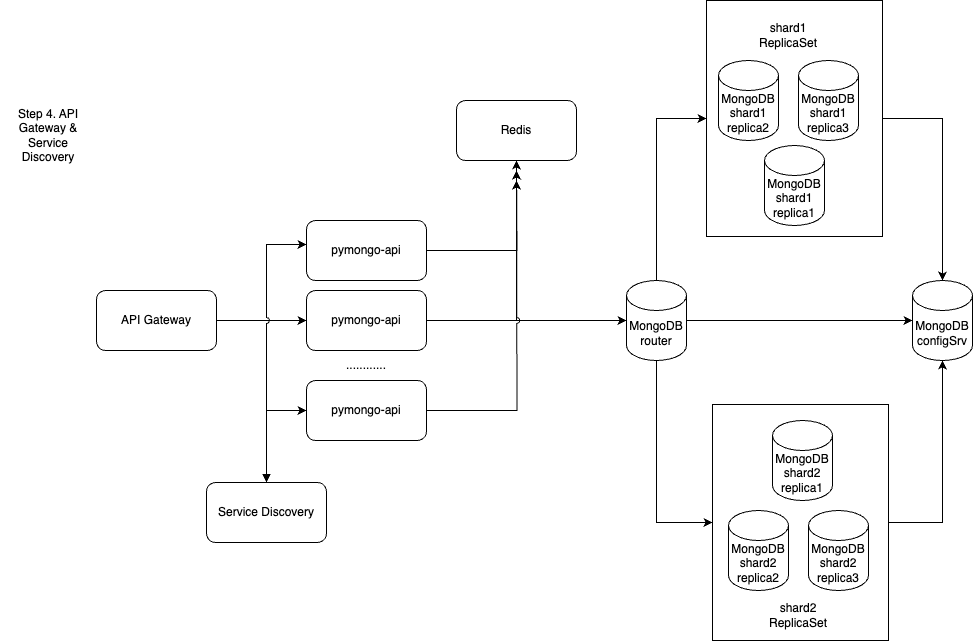 Step 4. API
Gateway &
Service
Discovery
API Gateway
pymongo-api
pymongo-api
............
pymongo-api
Service Discovery
Redis
MongoDB
router
shard1
ReplicaSet
MongoDB
shard1
replica2
MongoDB
shard1
replica3
MongoDB
shard1
replica1
MongoDB
configSrv
MongoDB
shard2
replica1
MongoDB
shard2
replica2
MongoDB
shard2
replica3
shard2
ReplicaSet